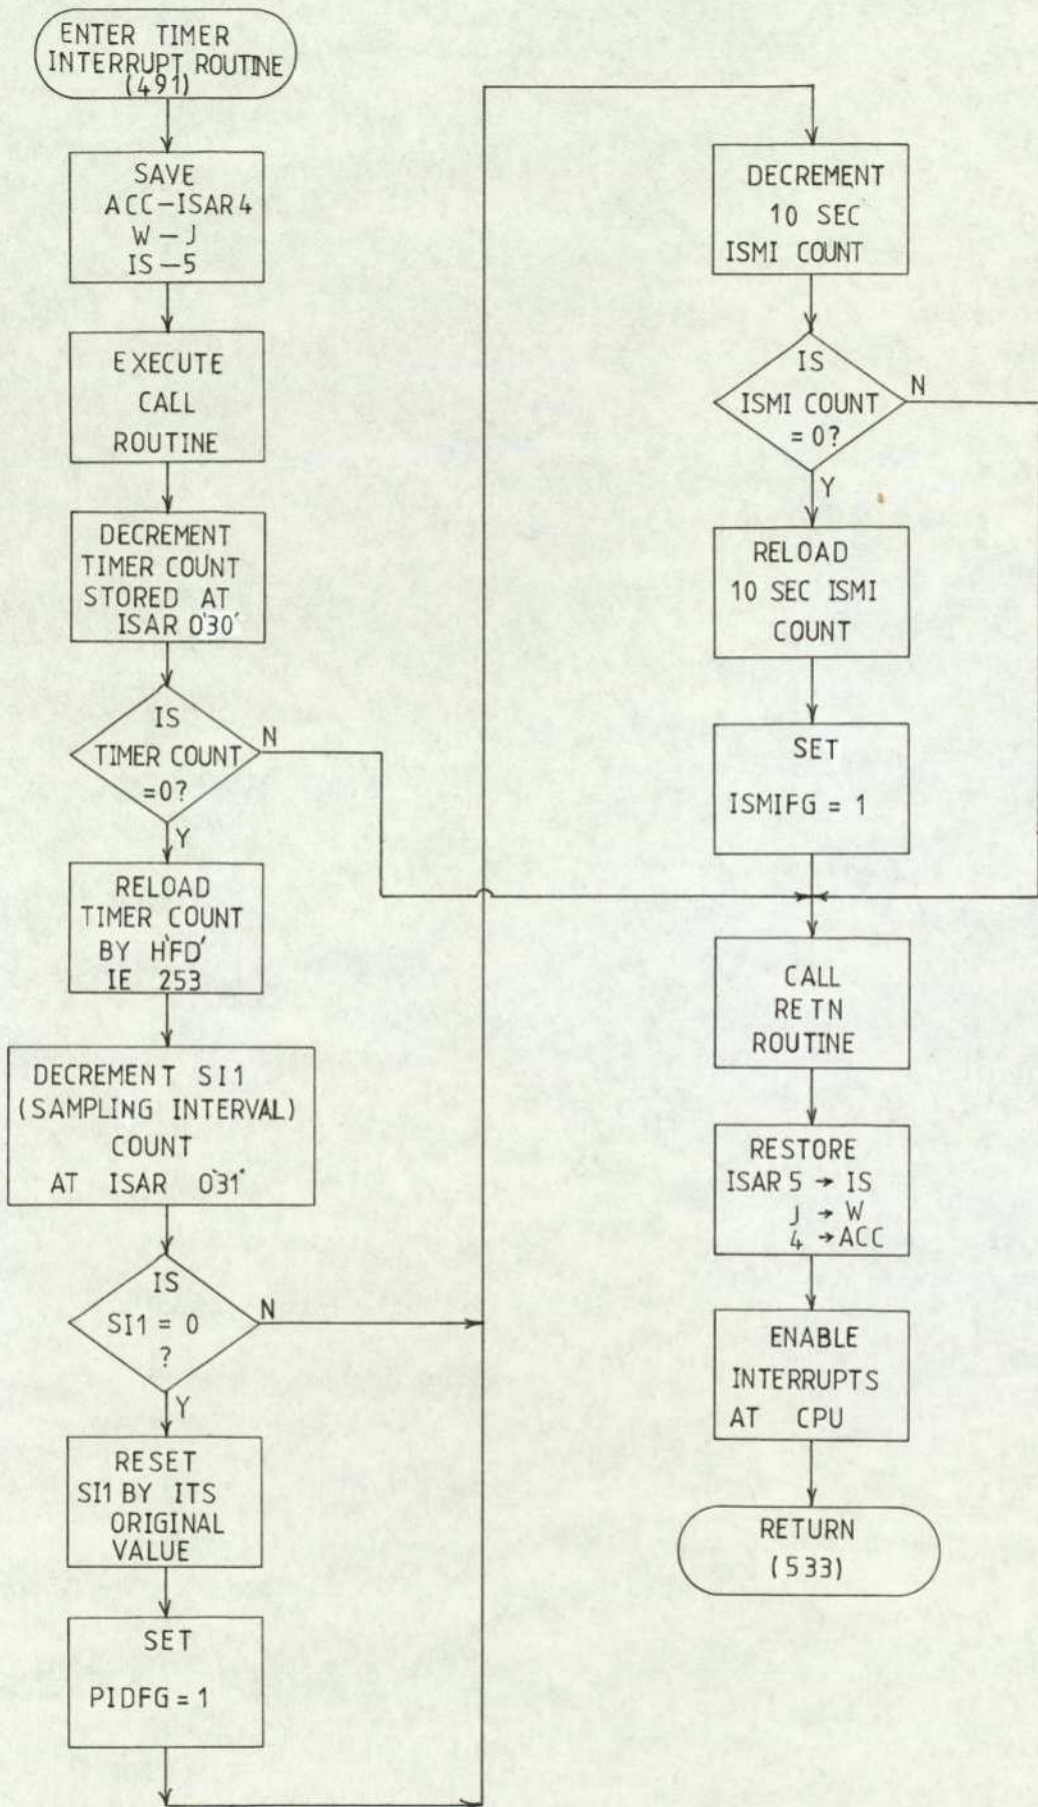 ENTER TIMER
INTERRUPT ROUTINE
(491)
SAVE
ACC-ISAR4
W-J
IS-5
EXECUTE
CALL
ROUTINE
DECREMENT
TIMER COUNT
STORED AT
ISAR O'30'
IS
TIMER COUNT
=0?
N
Y
RELOAD
TIMER COUNT
BY H'FD'
IE 253
DECREMENT SI1
(SAMPLING INTERVAL)
COUNT
AT ISAR O'31'
IS
SI1 = 0
?
N
Y
RESET
SI1 BY ITS
ORIGINAL
VALUE
SET
PIDFG = 1
DECREMENT
10 SEC
ISMI COUNT
IS
ISMI COUNT
= 0?
N
Y
RELOAD
10 SEC ISMI
COUNT
SET
ISMIFG = 1
CALL
RETN
ROUTINE
RESTORE
ISAR 5 → IS
J → W
4 → ACC
ENABLE
INTERRUPTS
AT CPU
RETURN
(533)